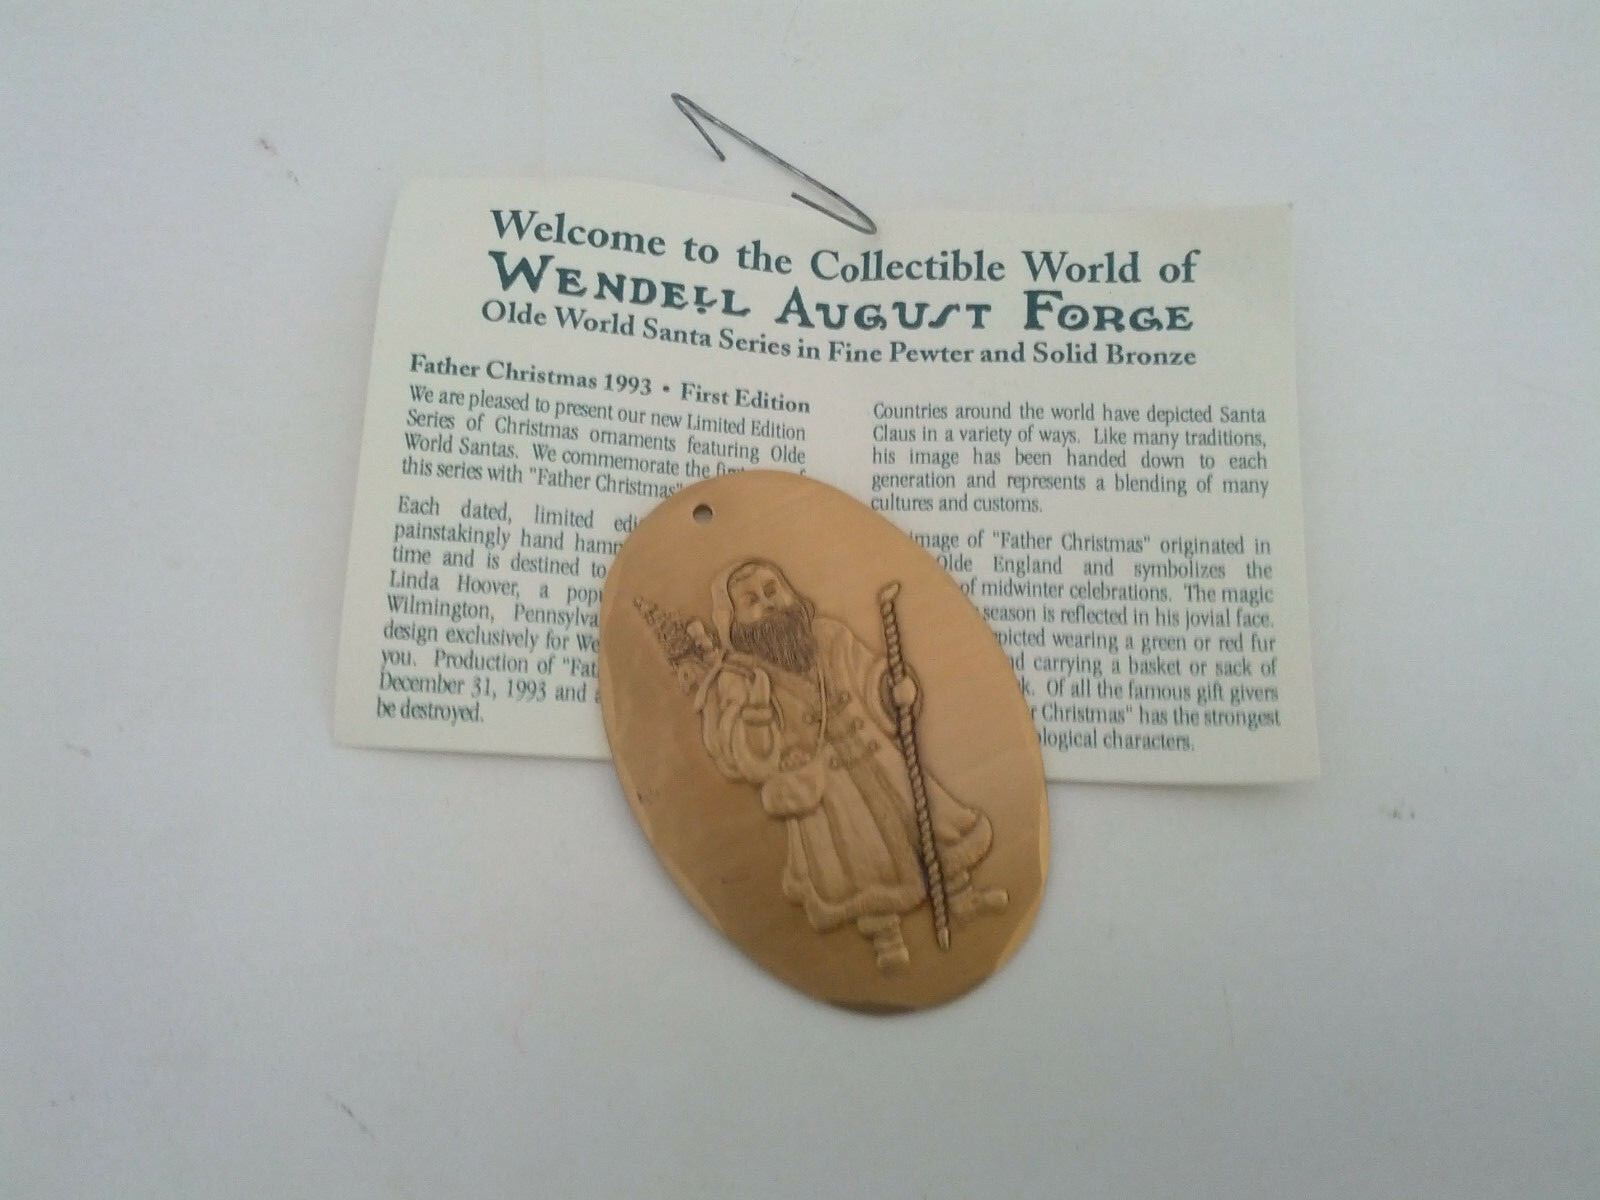 Welcome to the Collectible World of
WENDELL AUGUST FORGE
Olde World Santa Series in Fine Pewter and Solid Bronze
Father Christmas 1993 • First Edition
We are pleased to present our new Limited Edition
Series of Christmas ornaments featuring Olde
World Santas. We commemorate the
this series with "Father Christmas"
Each dated, limited
painstakingly hand
time and is destined to
Linda Hoover, a
Wilmington,
design exclusively for
you. Production of
December 31, 1993 and
be destroyed.
Countries around the world have depicted Santa
Claus in a variety of ways. Like many traditions,
his image has been handed down to each
generation and represents a blending of many
cultures and customs.
image of "Father Christmas" originated in
Olde England and symbolizes the
of midwinter celebrations. The magic
season is reflected in his jovial face.
wearing a green or red fur
carrying a basket or sack of
Of all the famous gift givers
Christmas" has the strongest
characters.